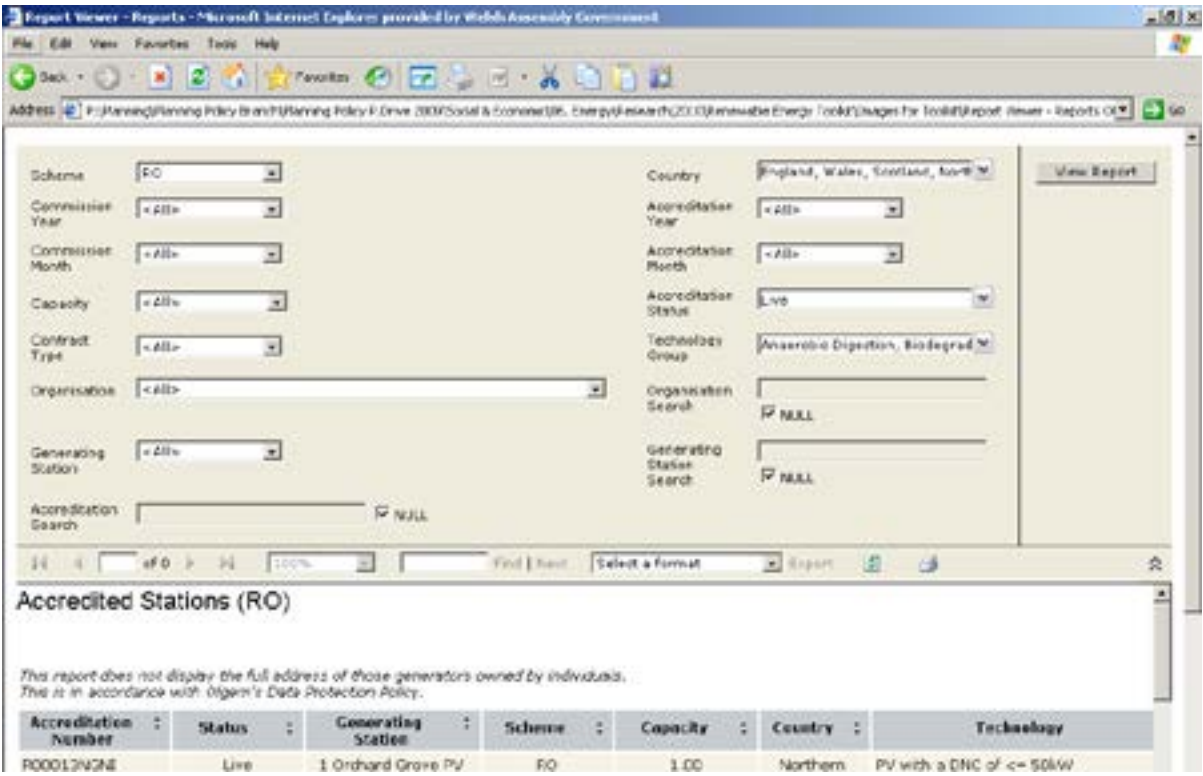 Report Viewer - Reports - Microsoft Internet Explorer provided by Welsh Assembly Government
File Edit View Favorites Tools Help
Back Favorites
Address Go
Scheme RO Country England, Wales, Scotland, North View Report
Commission Year <All> Accreditation Year <All>
Commission Month <All> Accreditation Month <All>
Capacity <All> Accreditation Status Live
Contract Type <All> Technology Group Anaerobic Digestion, Biodegrad
Organisation <All> Organisation Search
NULL
Generating Station <All> Generating Station Search
NULL
Accreditation Search NULL
of 0 100% Find | Next Select a format Export
Accredited Stations (RO)
This report does not display the full address of those generators owned by individuals.
This is in accordance with Ofgem's Data Protection Policy.
Accreditation Number Status Generating Station Scheme Capacity Country Technology
Live 1 Orchard Grove PV RO 1.00 Northern PV with a DNC of <= 50kW